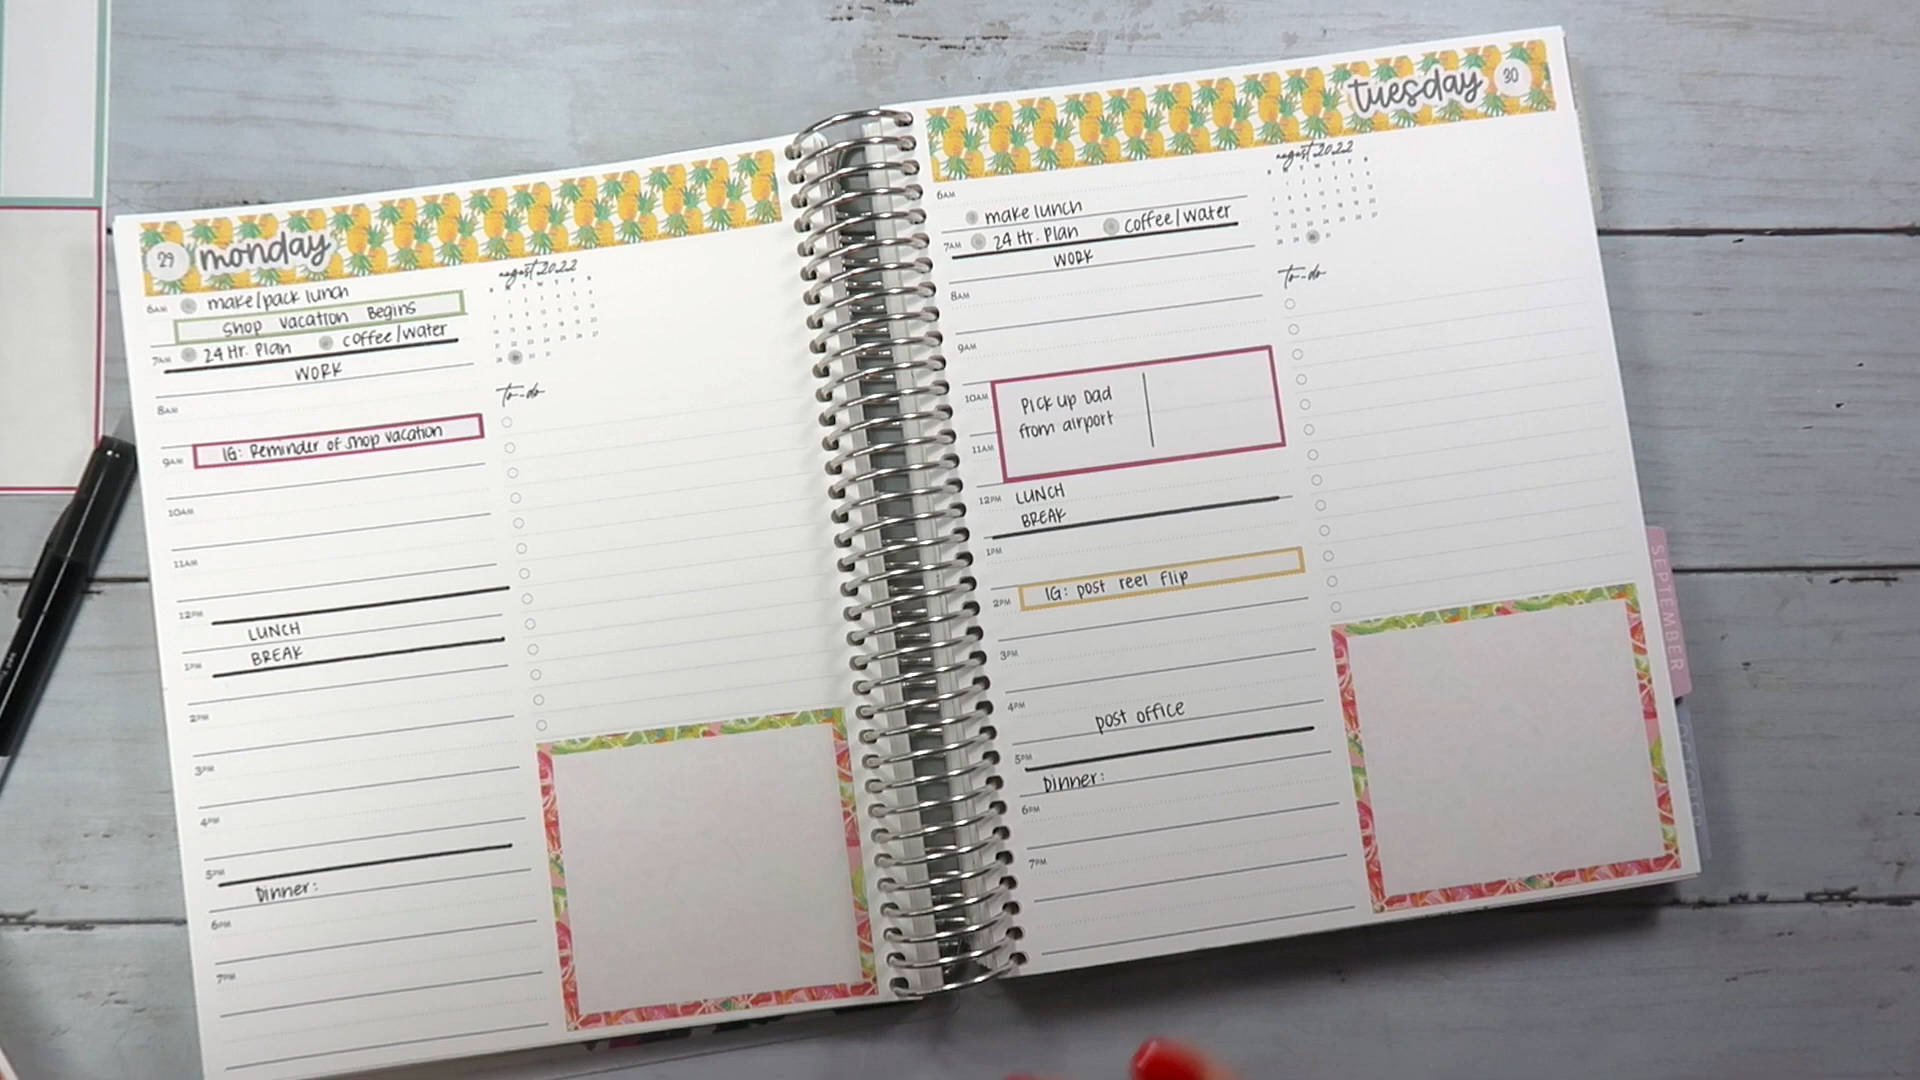 29 monday
6AM make/pack lunch
Shop vacation Begins
7AM 24 Hr. Plan coffee/water
WORK
8AM
9AM IG: Reminder of shop vacation
10AM
11AM
12PM
LUNCH
1PM BREAK
2PM
3PM
4PM
5PM
Dinner:
6PM
7PM
august 2022
to-do
tuesday 30
6AM
make lunch
7AM 24 Hr. Plan coffee/water
WORK
8AM
9AM
10AM Pick up Dad
from airport
11AM
12PM LUNCH
BREAK
1PM
2PM IG: post reel flip
3PM
4PM
post office
5PM
Dinner:
6PM
7PM
august 2022
to-do
SEPTEMBER
OCTOBER